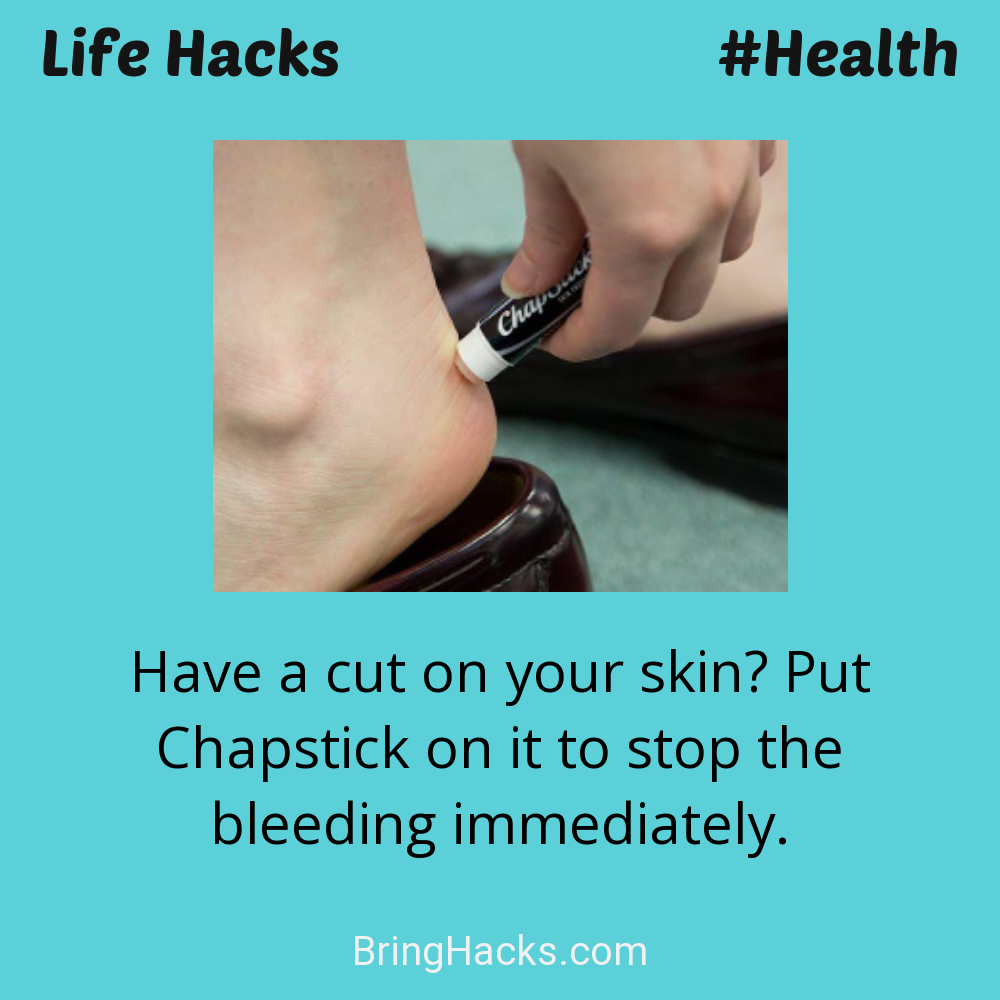 Life Hacks
#Health
ChapStick
Have a cut on your skin? Put
Chapstick on it to stop the
bleeding immediately.
BringHacks.com